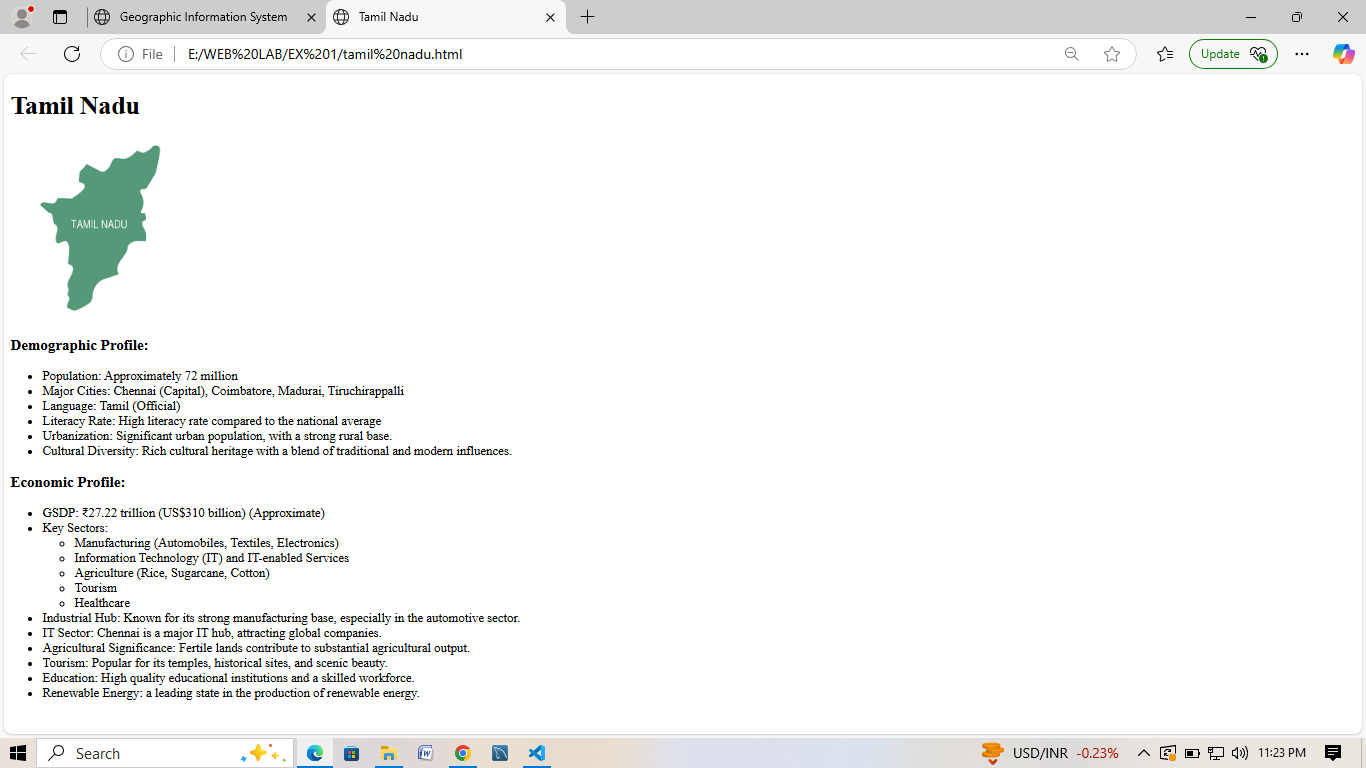 Geographic Information System
Tamil Nadu
File
E:/WEB%20LAB/EX%201/tamil%20nadu.html
Update
Tamil Nadu
TAMIL NADU
Demographic Profile:
Population: Approximately 72 million
Major Cities: Chennai (Capital), Coimbatore, Madurai, Tiruchirappalli
Language: Tamil (Official)
Literacy Rate: High literacy rate compared to the national average
Urbanization: Significant urban population, with a strong rural base.
Cultural Diversity: Rich cultural heritage with a blend of traditional and modern influences.
Economic Profile:
GSDP: ₹27.22 trillion (US$310 billion) (Approximate)
Key Sectors:
Manufacturing (Automobiles, Textiles, Electronics)
Information Technology (IT) and IT-enabled Services
Agriculture (Rice, Sugarcane, Cotton)
Tourism
Healthcare
Industrial Hub: Known for its strong manufacturing base, especially in the automotive sector.
IT Sector: Chennai is a major IT hub, attracting global companies.
Agricultural Significance: Fertile lands contribute to substantial agricultural output.
Tourism: Popular for its temples, historical sites, and scenic beauty.
Education: High quality educational institutions and a skilled workforce.
Renewable Energy: a leading state in the production of renewable energy.
Search
USD/INR -0.23%
11:23 PM